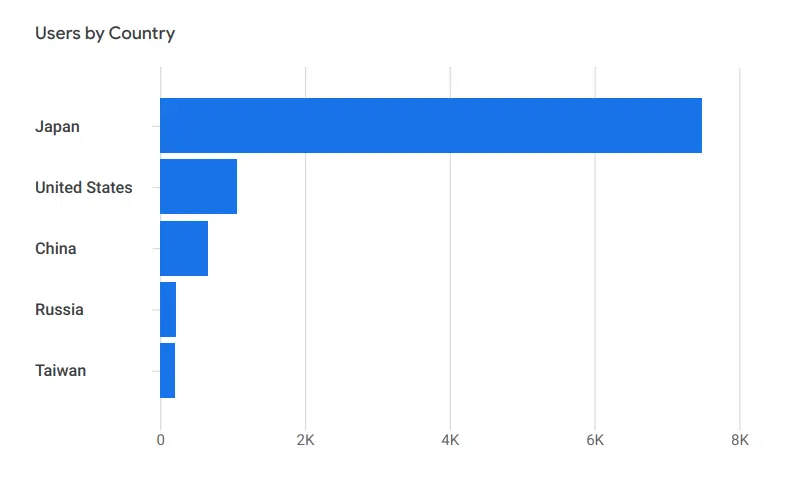 Users by Country
Japan
United States
China
Russia
Taiwan
0 2K 4K 6K 8K